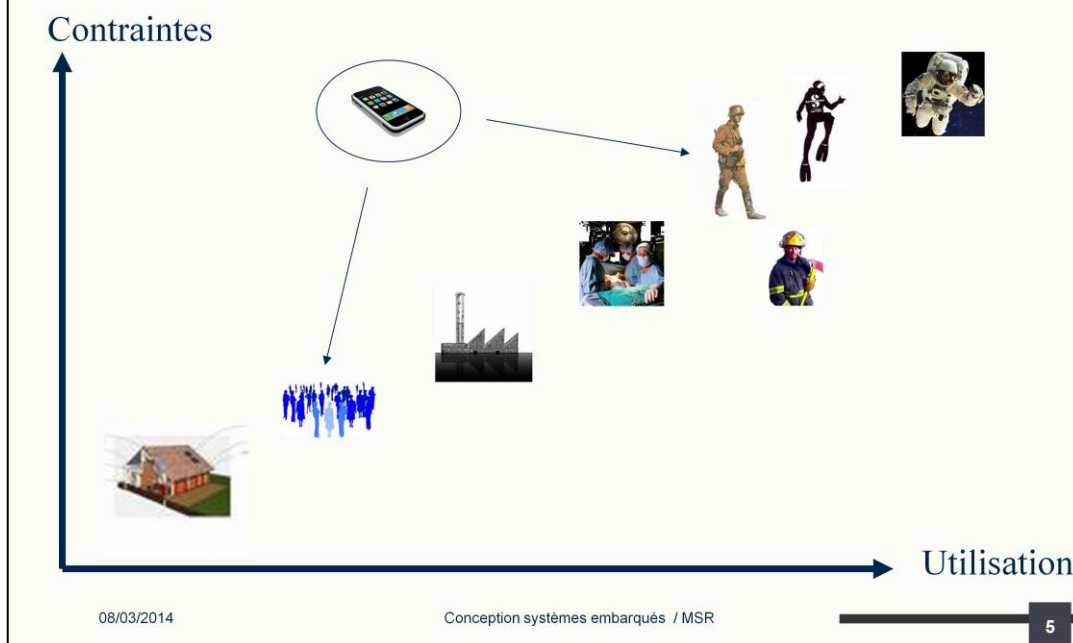 Contraintes
Utilisation
08/03/2014
Conception systèmes embarqués / MSR
5